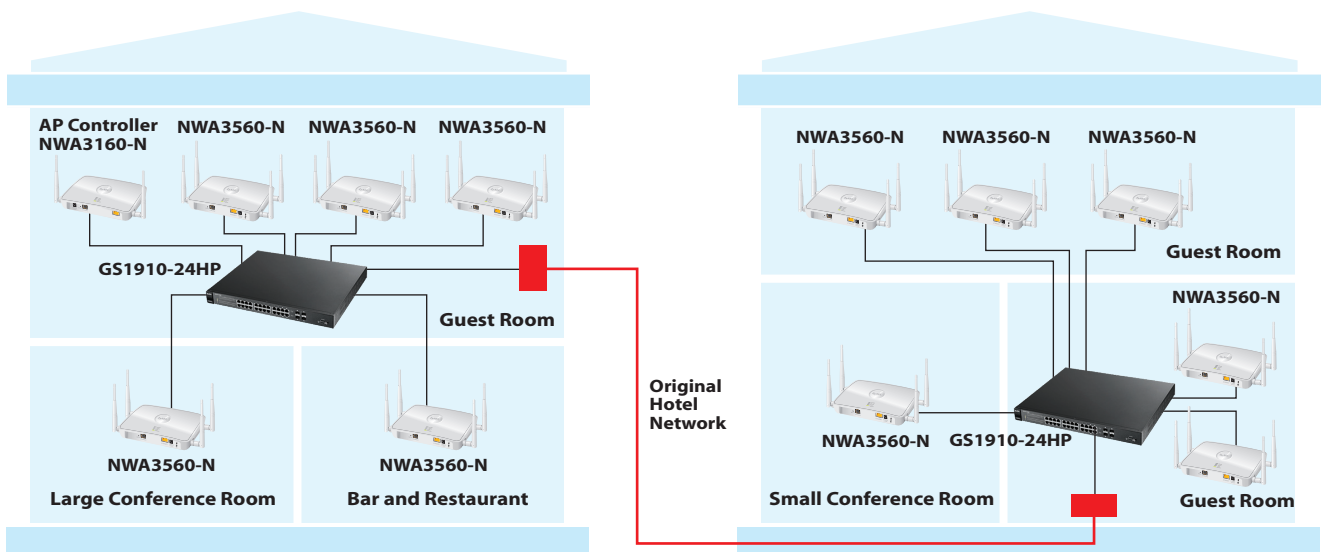 AP Controller
NWA3160-N
NWA3560-N
NWA3560-N
NWA3560-N
GS1910-24HP
Guest Room
NWA3560-N
Large Conference Room
NWA3560-N
Bar and Restaurant
Original
Hotel
Network
NWA3560-N
NWA3560-N
NWA3560-N
Guest Room
NWA3560-N
NWA3560-N
GS1910-24HP
Small Conference Room
Guest Room